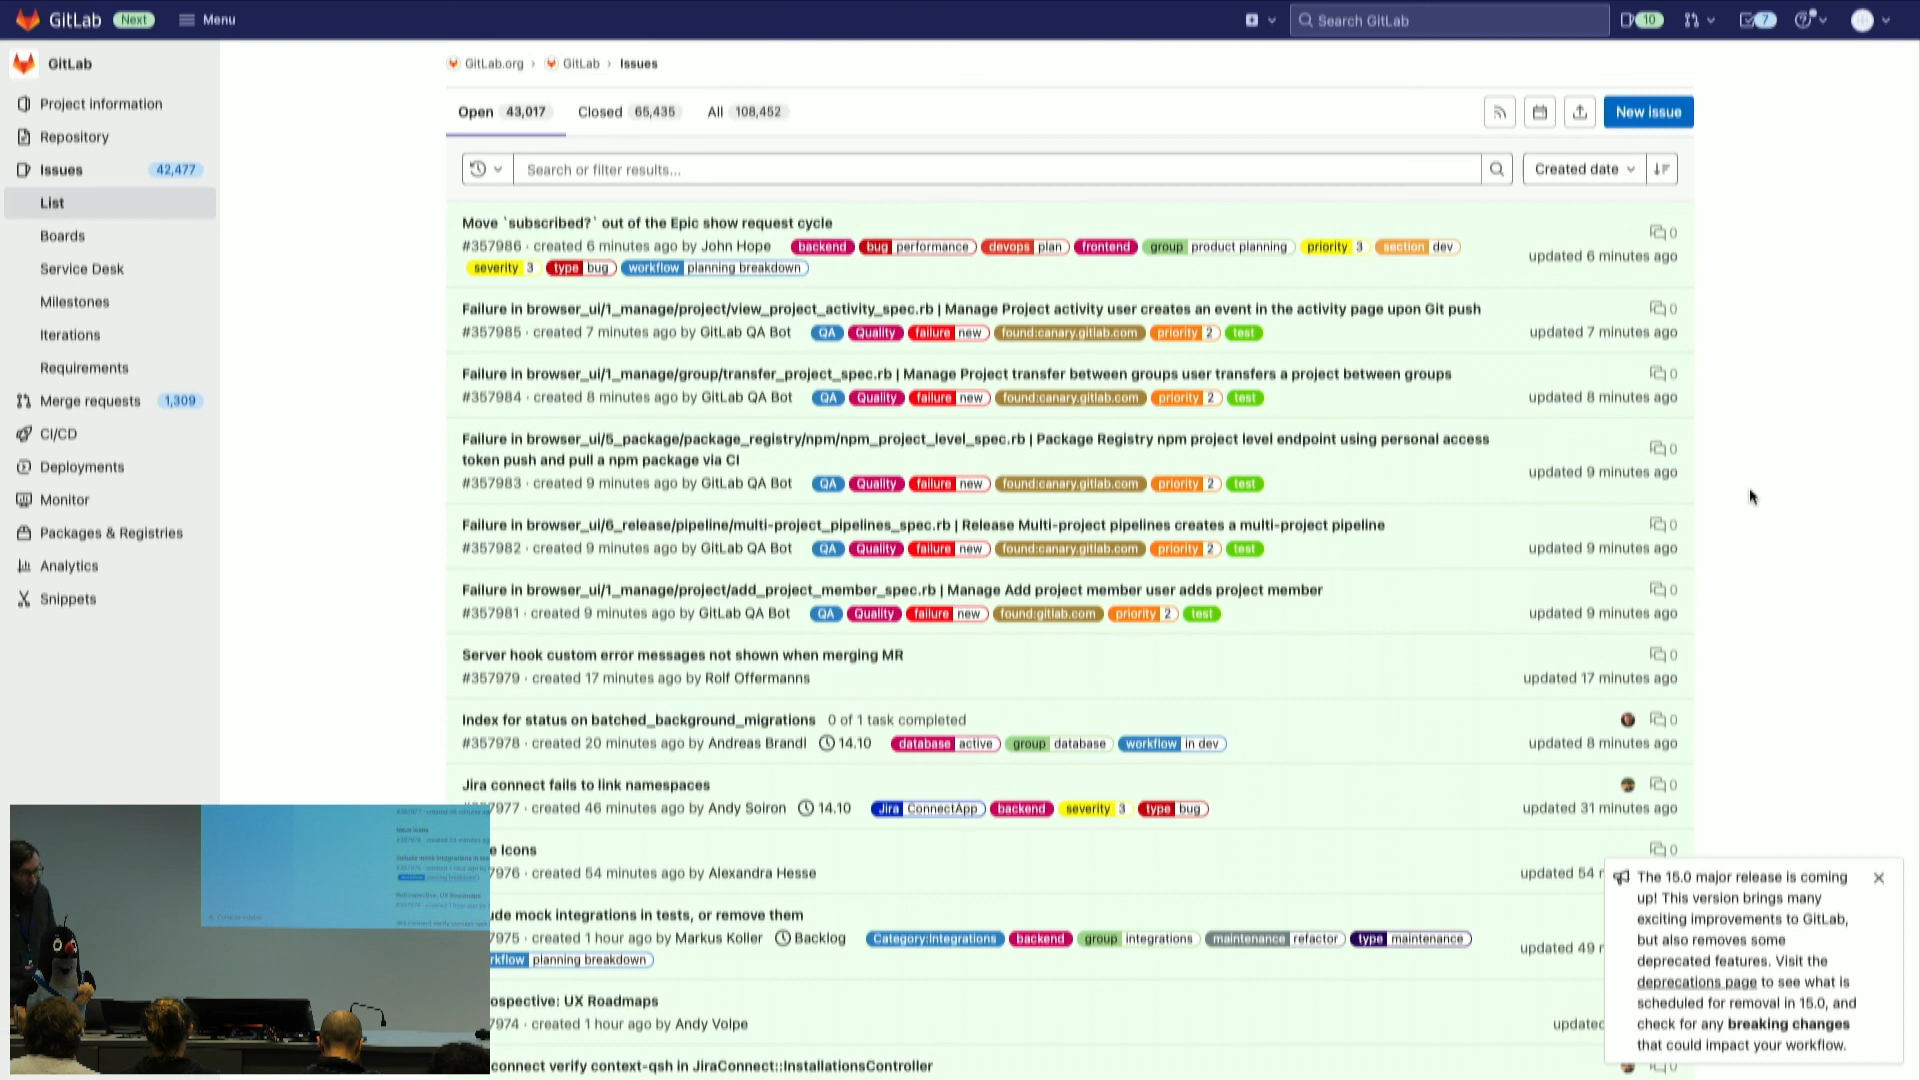 GitLab Next Menu Search GitLab 10 7
GitLab
Project information
Repository
Issues 42,477
List
Boards
Service Desk
Milestones
Iterations
Requirements
Merge requests 1,309
CI/CD
Deployments
Monitor
Packages & Registries
Analytics
Snippets
GitLab.org › GitLab › Issues
Open 43,017 Closed 65,435 All 108,452 New issue
Search or filter results... Created date
Move `subscribed?` out of the Epic show request cycle 0
#357986 · created 6 minutes ago by John Hope backend bug performance devops plan frontend group product planning priority 3 section dev
updated 6 minutes ago
severity 3 type bug workflow planning breakdown
Failure in browser_ui/1_manage/project/view_project_activity_spec.rb | Manage Project activity user creates an event in the activity page upon Git push 0
#357985 · created 7 minutes ago by GitLab QA Bot QA Quality failure new found:canary.gitlab.com priority 2 test updated 7 minutes ago
Failure in browser_ui/1_manage/group/transfer_project_spec.rb | Manage Project transfer between groups user transfers a project between groups 0
#357984 · created 8 minutes ago by GitLab QA Bot QA Quality failure new found:canary.gitlab.com priority 2 test updated 8 minutes ago
Failure in browser_ui/5_package/package_registry/npm/npm_project_level_spec.rb | Package Registry npm project level endpoint using personal access
token push and pull a npm package via CI 0
#357983 · created 9 minutes ago by GitLab QA Bot QA Quality failure new found:canary.gitlab.com priority 2 test updated 9 minutes ago
Failure in browser_ui/6_release/pipeline/multi-project_pipelines_spec.rb | Release Multi-project pipelines creates a multi-project pipeline 0
#357982 · created 9 minutes ago by GitLab QA Bot QA Quality failure new found:canary.gitlab.com priority 2 test updated 9 minutes ago
Failure in browser_ui/1_manage/project/add_project_member_spec.rb | Manage Add project member user adds project member 0
#357981 · created 9 minutes ago by GitLab QA Bot QA Quality failure new found:gitlab.com priority 2 test updated 9 minutes ago
Server hook custom error messages not shown when merging MR 0
#357979 · created 17 minutes ago by Rolf Offermanns updated 17 minutes ago
Index for status on batched_background_migrations 0 of 1 task completed 0
#357978 · created 20 minutes ago by Andreas Brandl 14.10 database active group database workflow in dev updated 8 minutes ago
Jira connect fails to link namespaces 0
7977 · created 46 minutes ago by Andy Soiron 14.10 Jira ConnectApp backend severity 3 type bug updated 31 minutes ago
e Icons 0
7976 · created 54 minutes ago by Alexandra Hesse updated 54
ude mock integrations in tests, or remove them
7975 · created 1 hour ago by Markus Koller Backlog Category:Integrations backend group integrations maintenance refactor type maintenance
updated 49
rkflow planning breakdown
ospective: UX Roadmaps
7974 · created 1 hour ago by Andy Volpe update
connect verify context-qsh in JiraConnect::InstallationsController
The 15.0 major release is coming
up! This version brings many
exciting improvements to GitLab,
but also removes some
deprecated features. Visit the
deprecations page to see what is
scheduled for removal in 15.0, and
check for any breaking changes
that could impact your workflow.